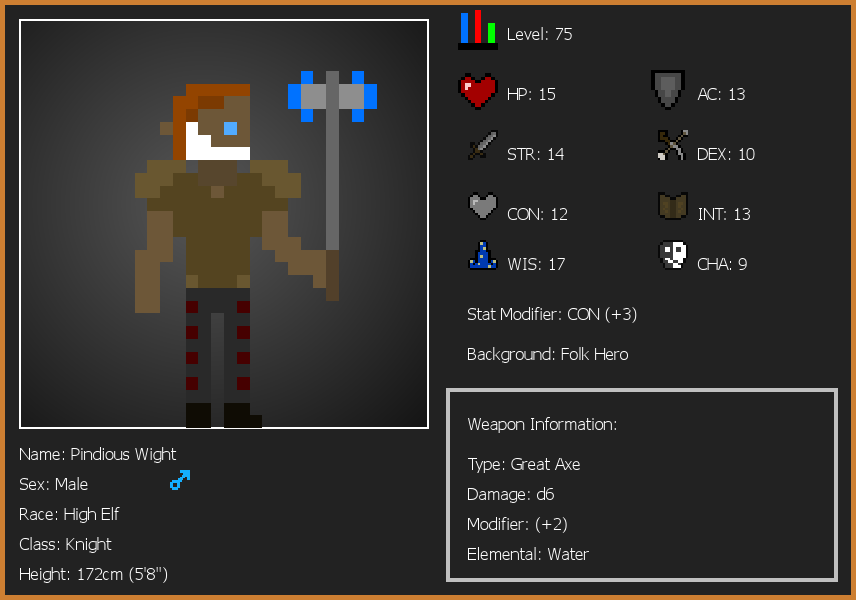 Level: 75
HP: 15
AC: 13
STR: 14
DEX: 10
CON: 12
INT: 13
WIS: 17
CHA: 9
Stat Modifier: CON (+3)
Background: Folk Hero
Weapon Information:
Type: Great Axe
Damage: d6
Modifier: (+2)
Elemental: Water
Name: Pindious Wight
Sex: Male
Race: High Elf
Class: Knight
Height: 172cm (5'8")